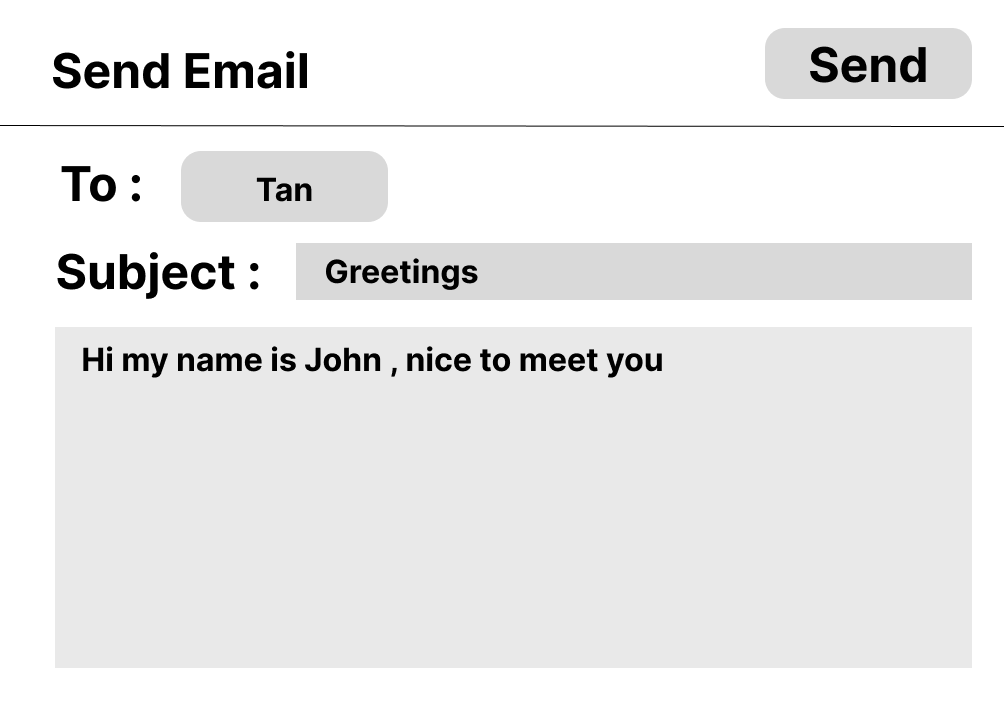 Send Email
Send
To :
Tan
Subject :
Greetings
Hi my name is John , nice to meet you